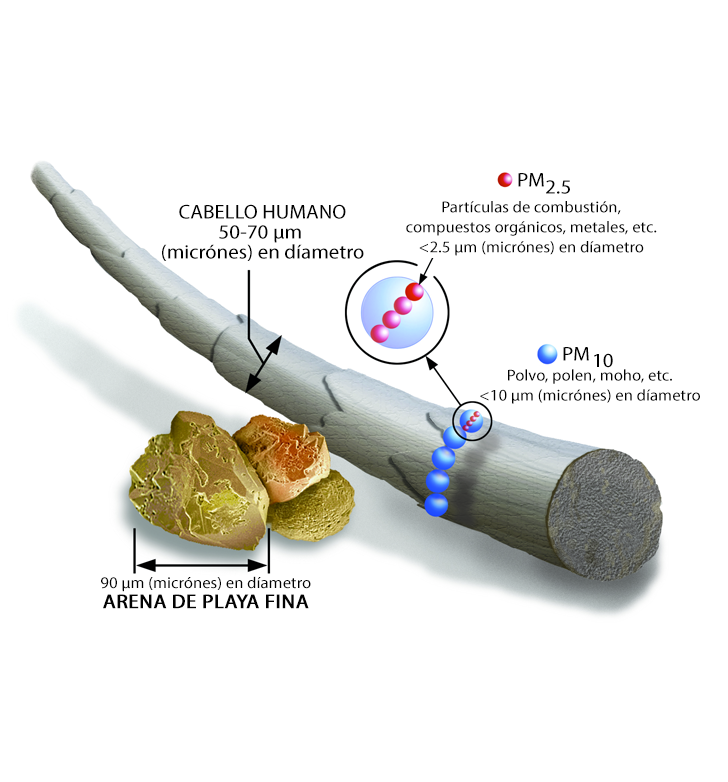 PM2.5
Partículas de combustión,
compuestos orgánicos, metales, etc.
<2.5 µm (micrónes) en díametro
CABELLO HUMANO
50-70 µm
(micrónes) en díametro
PM10
Polvo, polen, moho, etc.
<10 µm (micrónes) en díametro
90 µm (micrónes) en díametro
ARENA DE PLAYA FINA